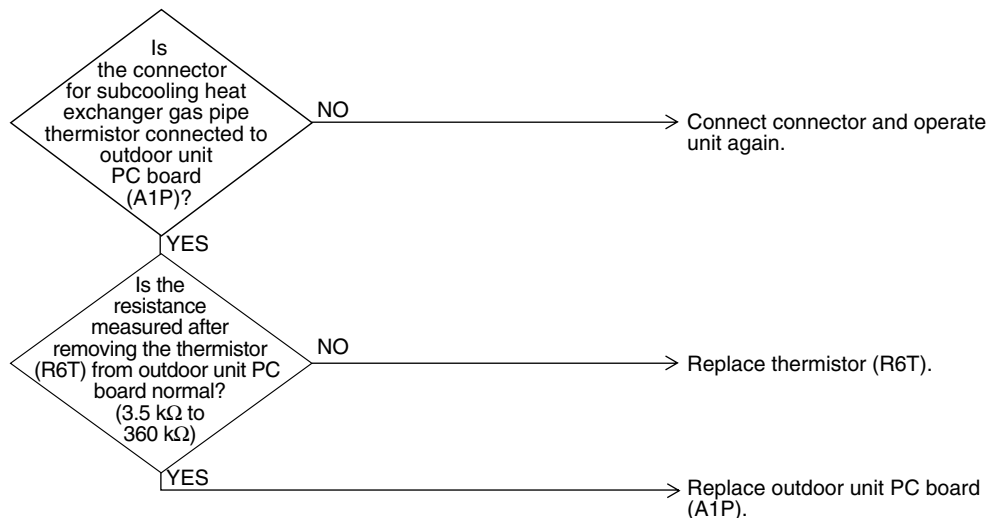 Is
the connector
for subcooling heat
exchanger gas pipe
thermistor connected to
outdoor unit
PC board
(A1P)?
NO
Connect connector and operate
unit again.
YES
Is the
resistance
measured after
removing the thermistor
(R6T) from outdoor unit PC
board normal?
(3.5 kΩ to
360 kΩ)
NO
Replace thermistor (R6T).
YES
Replace outdoor unit PC board
(A1P).